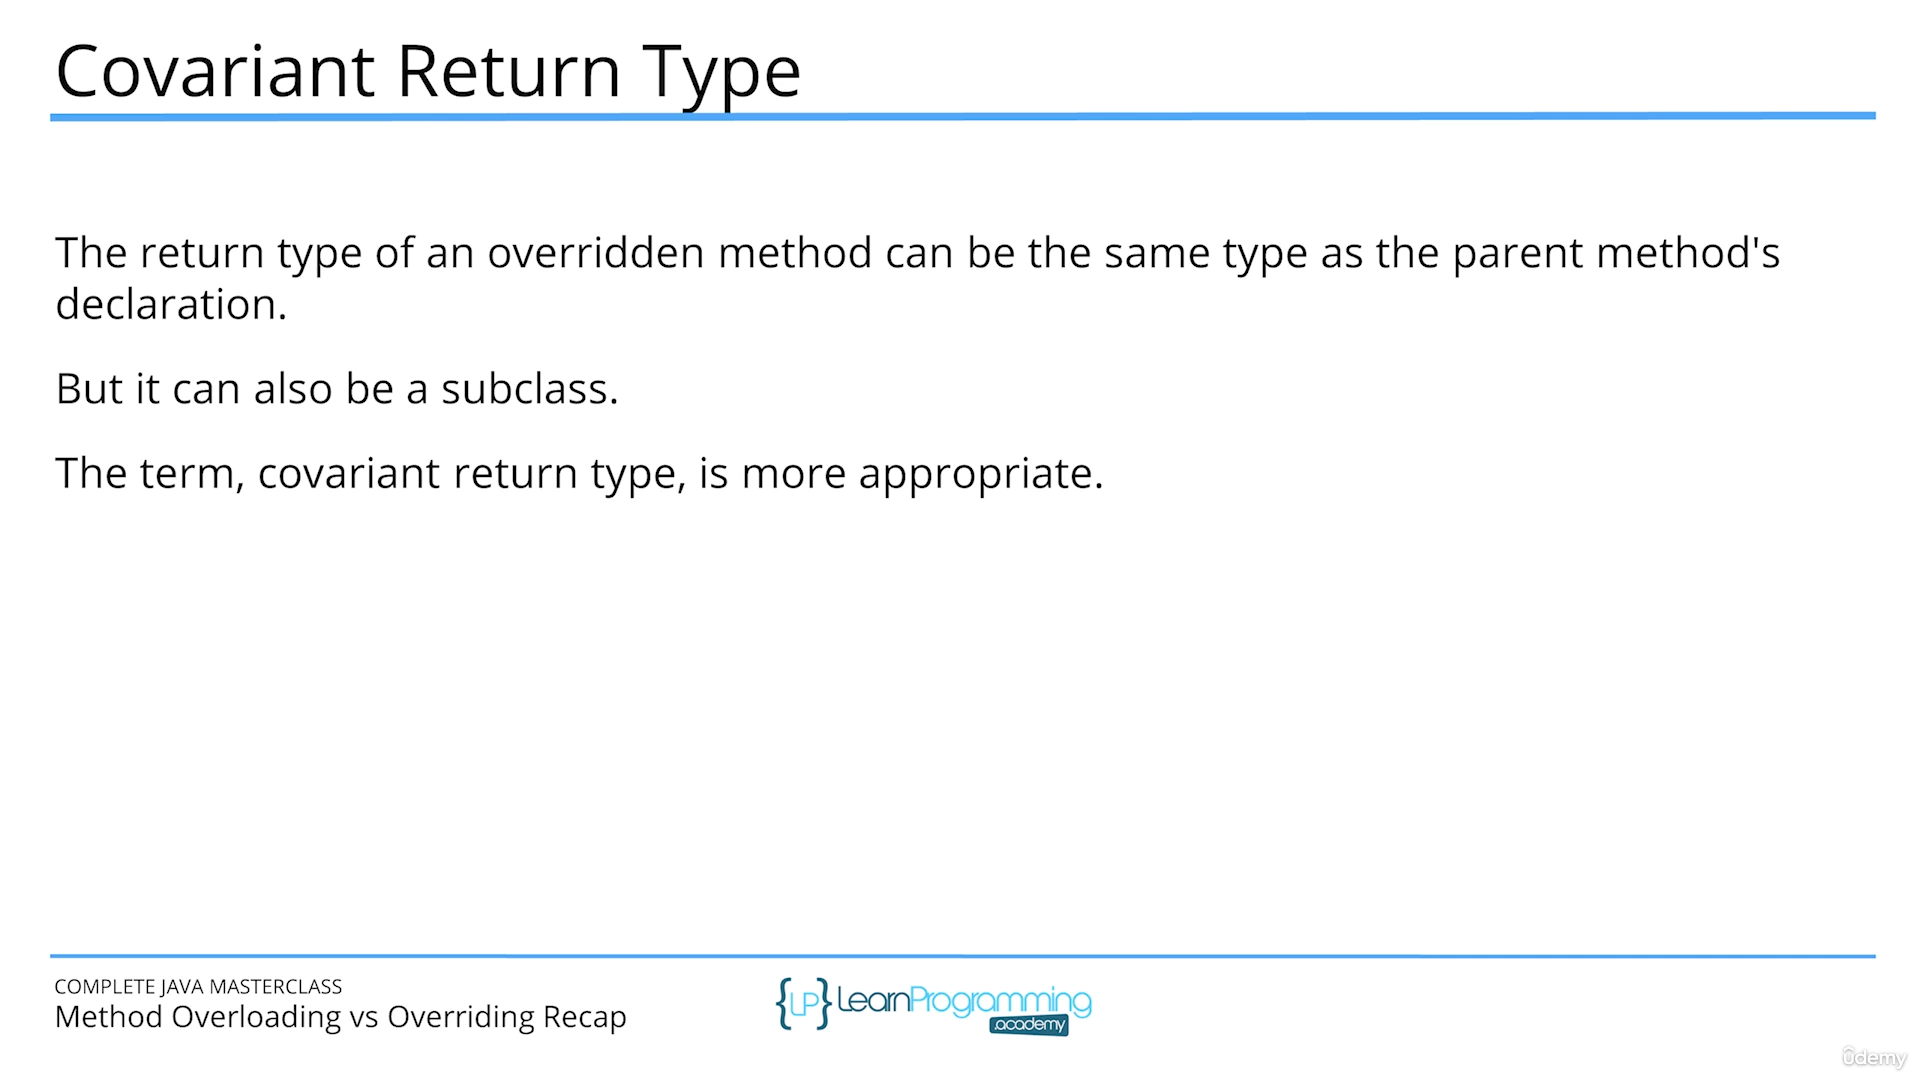 Covariant Return Type
The return type of an overridden method can be the same type as the parent method's
declaration.
But it can also be a subclass.
The term, covariant return type, is more appropriate.
COMPLETE JAVA MASTERCLASS
Method Overloading vs Overriding Recap
{LP} LearnProgramming
.academy
ûdemy